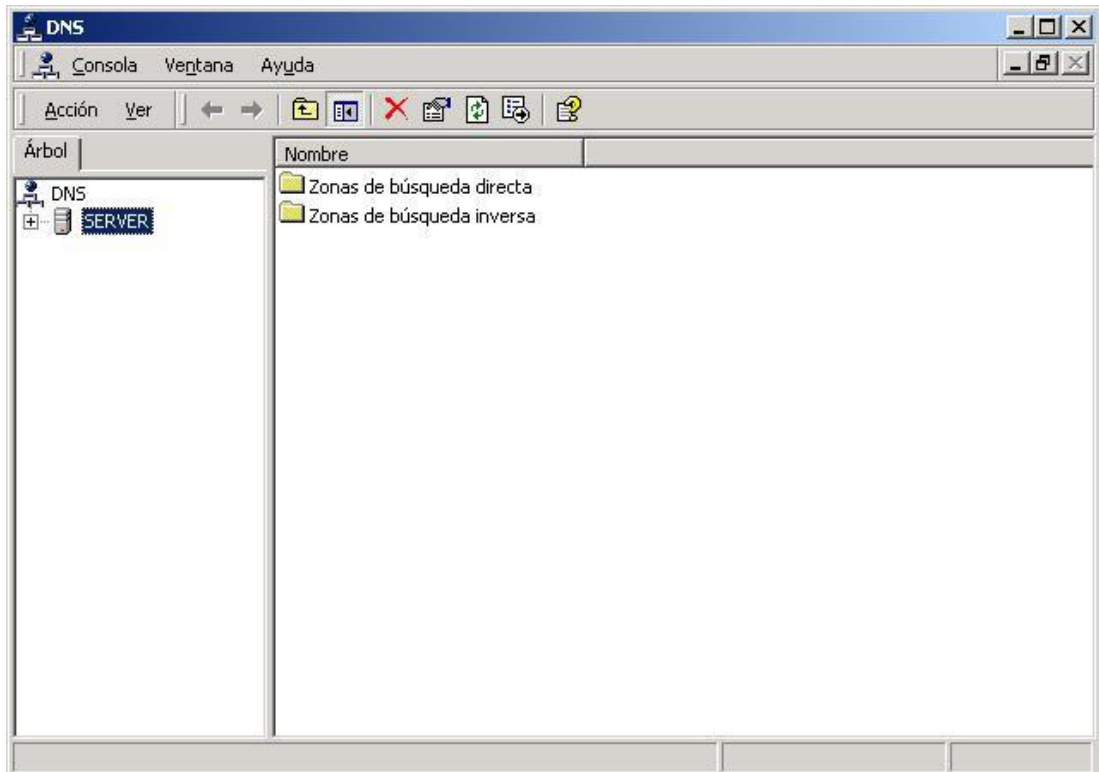 DNS
Consola Ventana Ayuda
Acción Ver
Árbol
Nombre
DNS
SERVER
Zonas de búsqueda directa
Zonas de búsqueda inversa